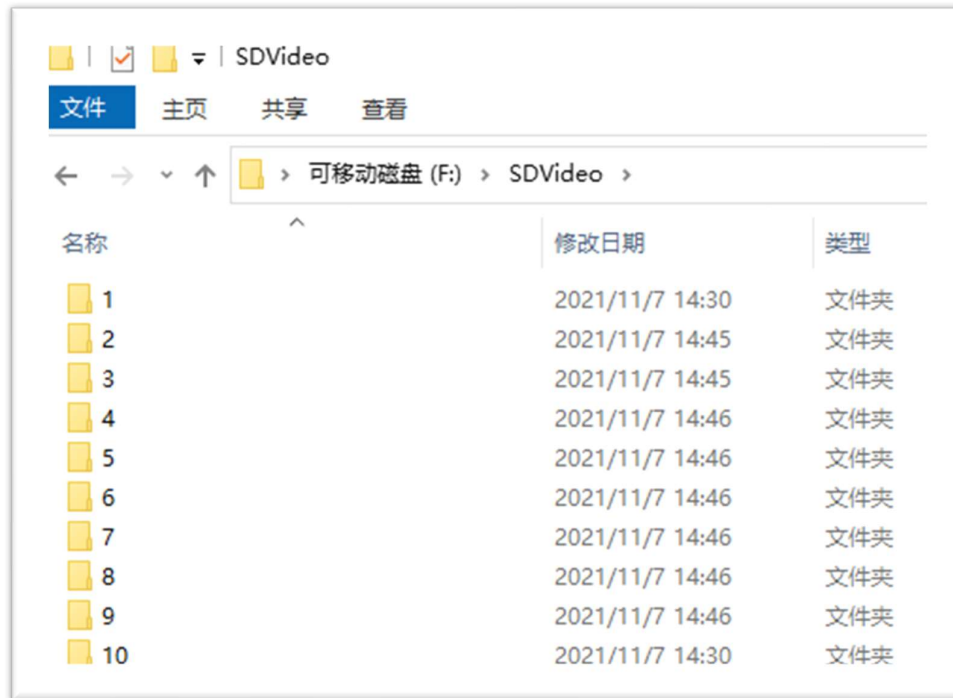 SDVideo
文件 主页 共享 查看
可移动磁盘 (F:) SDVideo
名称 修改日期 类型
1 2021/11/7 14:30 文件夹
2 2021/11/7 14:45 文件夹
3 2021/11/7 14:45 文件夹
4 2021/11/7 14:46 文件夹
5 2021/11/7 14:46 文件夹
6 2021/11/7 14:46 文件夹
7 2021/11/7 14:46 文件夹
8 2021/11/7 14:46 文件夹
9 2021/11/7 14:46 文件夹
10 2021/11/7 14:30 文件夹